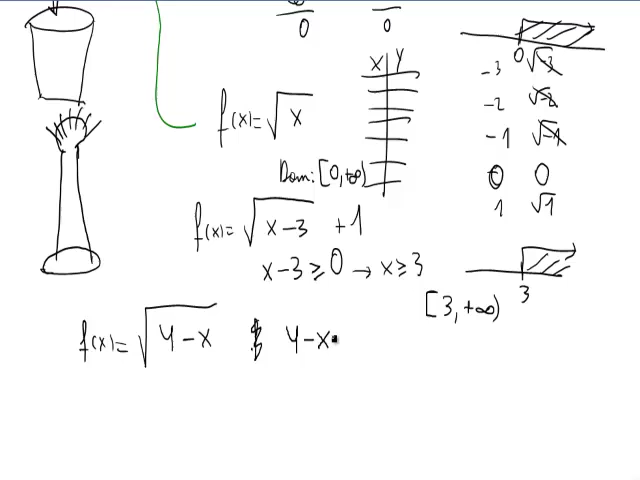 0 0
0
x y
-3 √-3
-2 √-2
f(x)=√x
-1 √-1
Dom: [0,+∞)
0 0
1 √1
f(x)=√x-3 +1
x-3≥0 → x≥3
3
[3,+∞)
f(x)=√4-x 4-x